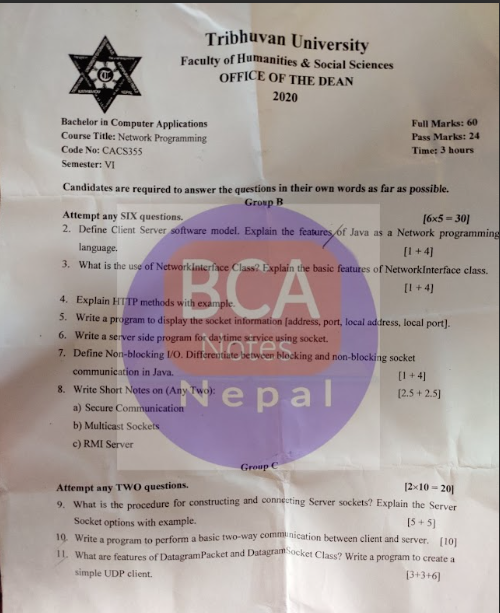 Tribhuvan University
Faculty of Humanities & Social Sciences
OFFICE OF THE DEAN
2020
Bachelor in Computer Applications
Full Marks: 60
Course Title: Network Programming
Pass Marks: 24
Code No: CACS355
Time: 3 hours
Semester: VI
Candidates are required to answer the questions in their own words as far as possible.
Group B
Attempt any SIX questions. [6×5 = 30]
2. Define Client Server software model. Explain the features of Java as a Network programming
language. [1 + 4]
3. What is the use of NetworkInterface Class? Explain the basic features of NetworkInterface class.
[1 + 4]
4. Explain HTTP methods with example.
5. Write a program to display the socket information [address, port, local address, local port].
6. Write a server side program for daytime service using socket.
7. Define Non-blocking I/O. Differentiate between blocking and non-blocking socket
communication in Java. [1 + 4]
8. Write Short Notes on (Any Two): [2.5 + 2.5]
a) Secure Communication
b) Multicast Sockets
c) RMI Server
BCA
Notes
Nepal
Group C
Attempt any TWO questions. [2×10 = 20]
9. What is the procedure for constructing and connecting Server sockets? Explain the Server
Socket options with example. [5 + 5]
10. Write a program to perform a basic two-way communication between client and server. [10]
11. What are features of DatagramPacket and DatagramSocket Class? Write a program to create a
simple UDP client. [3+3+6]